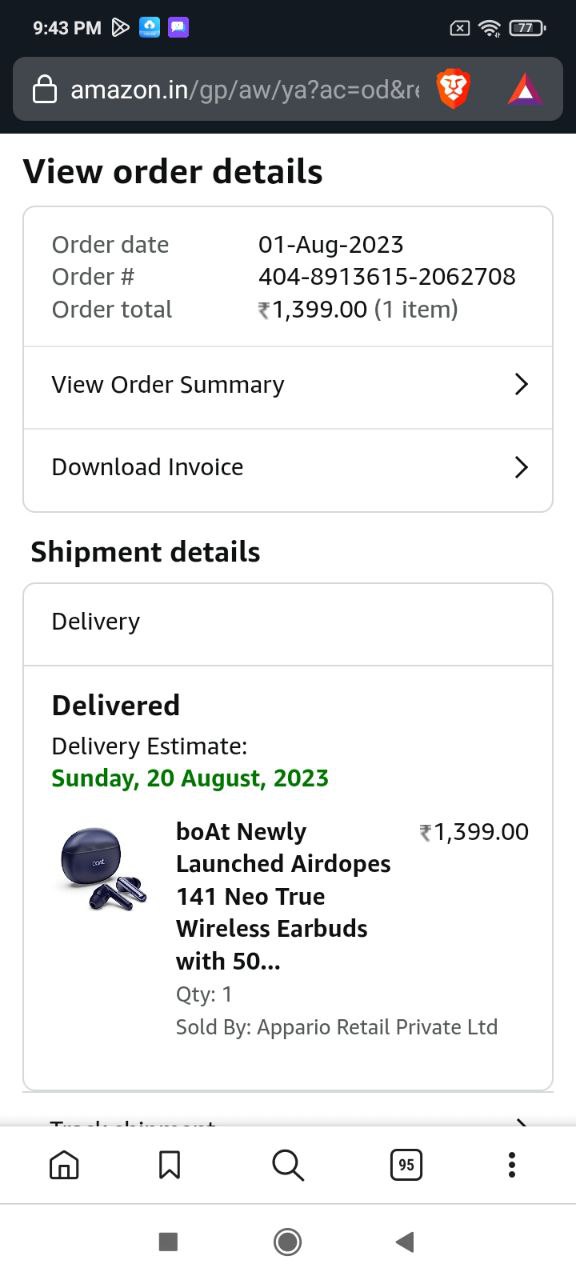 9:43 PM
77
amazon.in/gp/aw/ya?ac=od&re
View order details
Order date 01-Aug-2023
Order # 404-8913615-2062708
Order total ₹1,399.00 (1 item)
View Order Summary
Download Invoice
Shipment details
Delivery
Delivered
Delivery Estimate:
Sunday, 20 August, 2023
boAt Newly ₹1,399.00
Launched Airdopes
141 Neo True
Wireless Earbuds
with 50...
Qty: 1
Sold By: Appario Retail Private Ltd
Track shipment
95